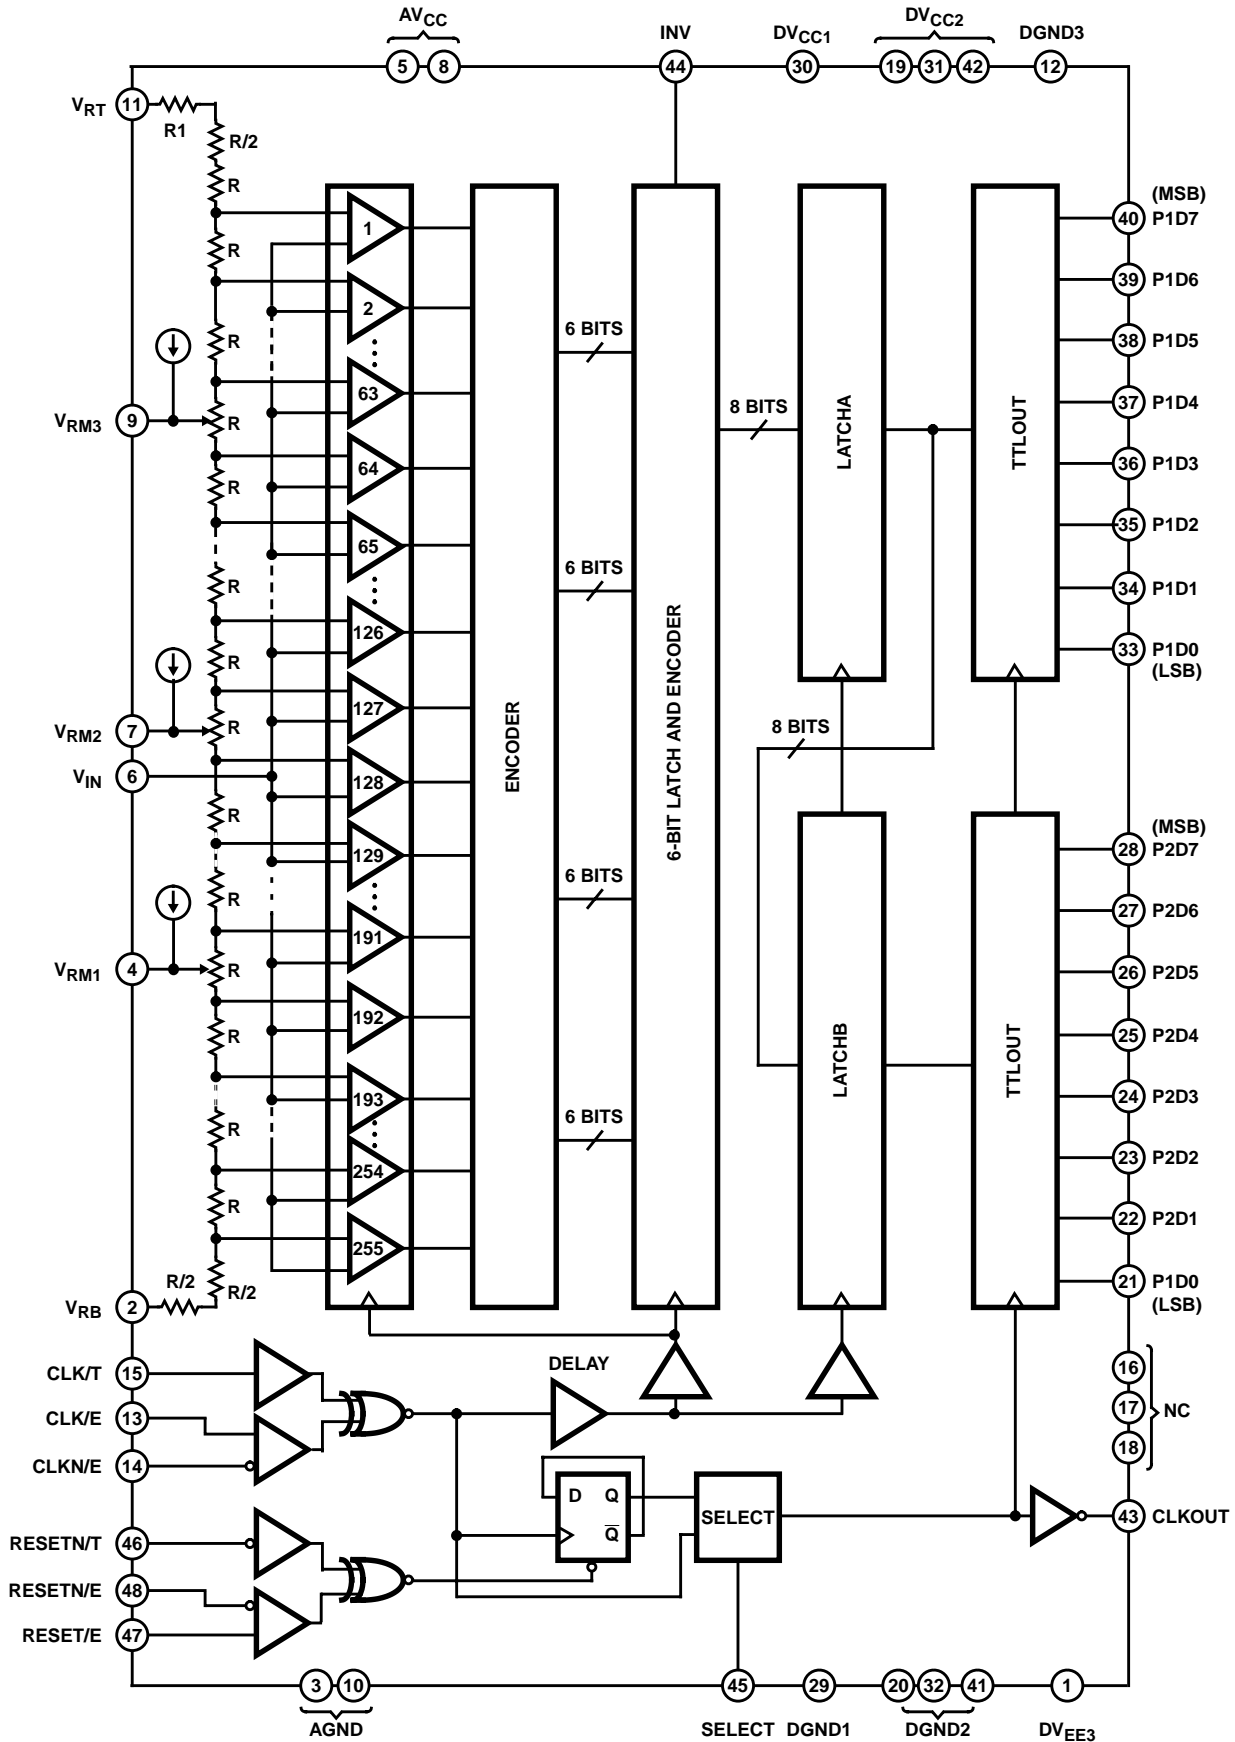 AVCC
INV
DVCC1
DVCC2
DGND3
5 8 44 30 19 31 42 12
VRT 11
R1
R/2
R
(MSB)
40 P1D7
1
R
39 P1D6
2
6 BITS
R
38 P1D5
63
VRM3 9
R
8 BITS
37 P1D4
64
R
36 P1D3
LATCHA
TTLOUT
65
35 P1D2
6 BITS
R
34 P1D1
126
R
33 P1D0
(LSB)
127
VRM2 7
R
8 BITS
VIN 6
128
ENCODER
6-BIT LATCH AND ENCODER
R
(MSB)
28 P2D7
129
6 BITS
R
27 P2D6
191
VRM1 4
R
26 P2D5
192
R
25 P2D4
LATCHB
TTLOUT
193
24 P2D3
R
6 BITS
23 P2D2
254
R
22 P2D1
255
R/2
R/2
21 P1D0
(LSB)
VRB 2
CLK/T 15
DELAY
16
CLK/E 13
17 NC
CLKN/E 14
18
D Q
Q
SELECT
43 CLKOUT
RESETN/T 46
RESETN/E 48
RESET/E 47
3 10 45 29 20 32 41 1
AGND
SELECT
DGND1
DGND2
DVEE3